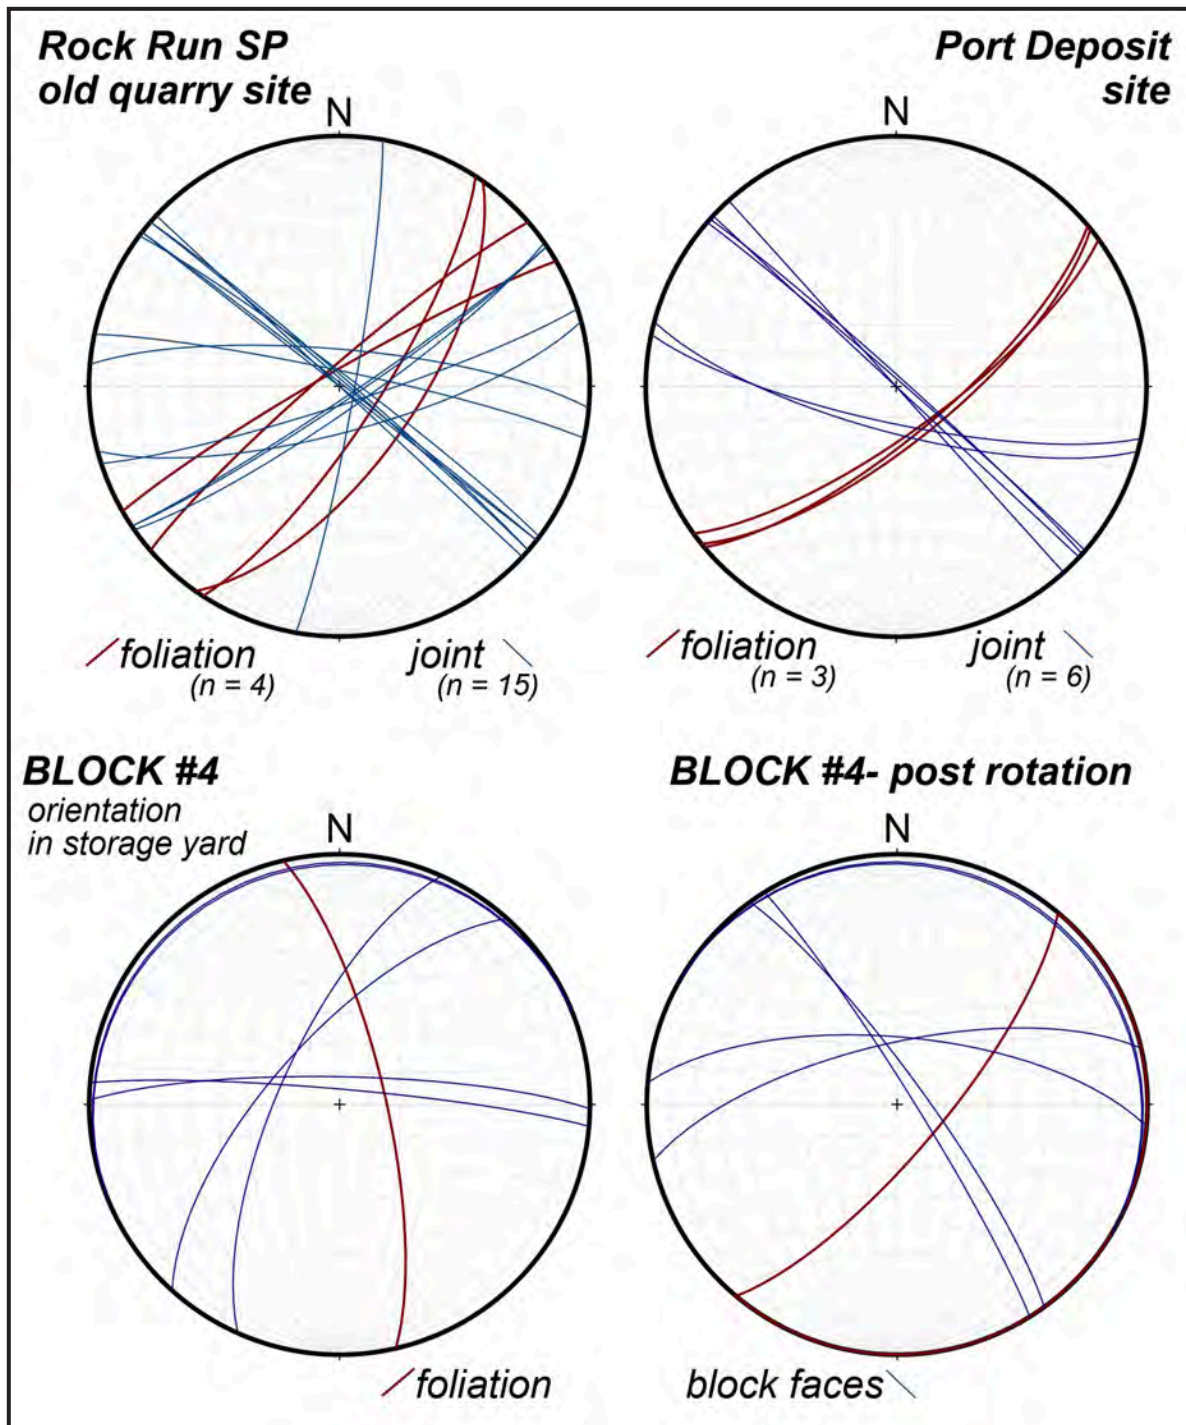 Rock Run SP
old quarry site
N
Port Deposit
site
N
foliation
(n = 4)
joint
(n = 15)
foliation
(n = 3)
joint
(n = 6)
BLOCK #4
orientation
in storage yard
N
BLOCK #4- post rotation
N
foliation
block faces